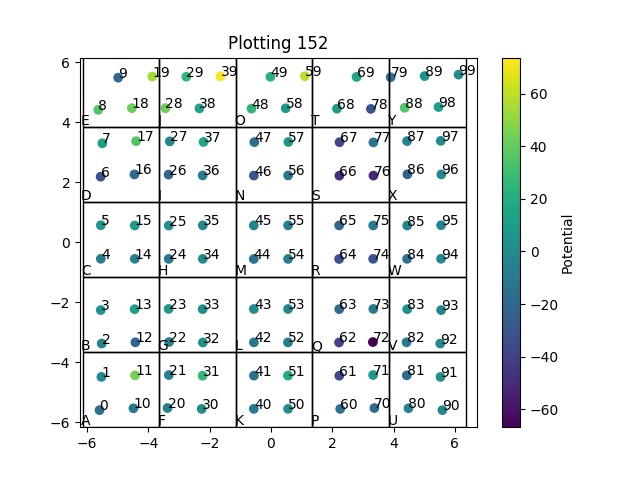 Plotting 152
6
9 19 29 39 49 59 69 79 89 99
8 18 28 38 48 58 68 78 88 98
4 E J O T Y
7 17 27 37 47 57 67 77 87 97
6 16 26 36 46 56 66 76 86 96
2 D I N S X
5 15 25 35 45 55 65 75 85 95
0
4 14 24 34 44 54 64 74 84 94
C H M R W
−2
3 13 23 33 43 53 63 73 83 93
2 12 22 32 42 52 62 72 82 92
−4 B G L Q V
1 11 21 31 41 51 61 71 81 91
0 10 20 30 40 50 60 70 80 90
−6 A F K P U
−6 −4 −2 0 2 4 6
60
40
20
0
−20
−40
−60
Potential